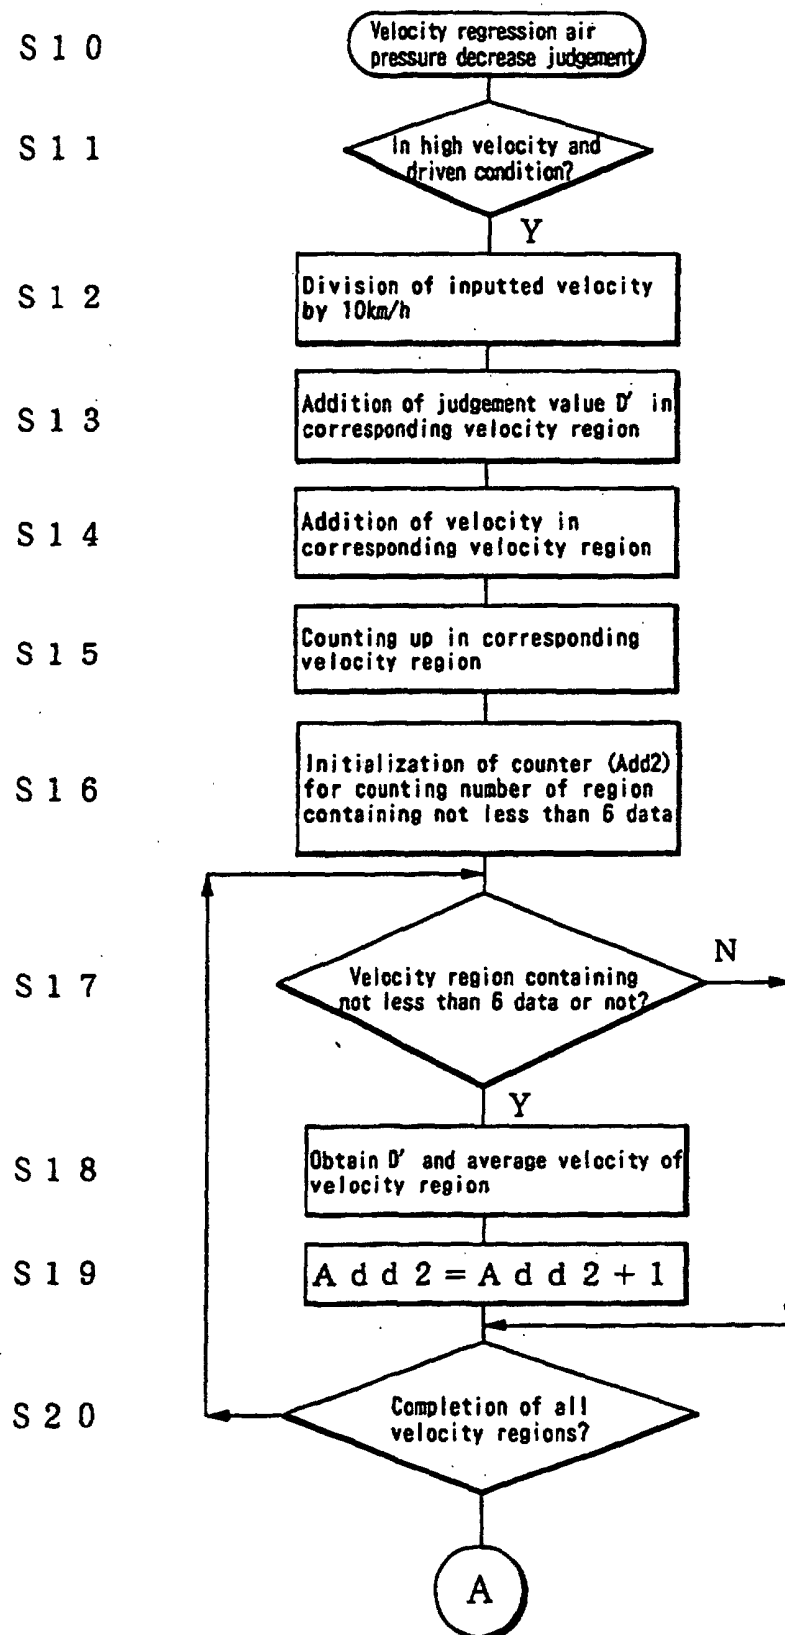 S10
Velocity regression air
pressure decrease judgement
S11
In high velocity and
driven condition?
Y
S12
Division of inputted velocity
by 10km/h
S13
Addition of judgement value D′ in
corresponding velocity region
S14
Addition of velocity in
corresponding velocity region
S15
Counting up in corresponding
velocity region
S16
Initialization of counter (Add2)
for counting number of region
containing not less than 6 data
S17
Velocity region containing
not less than 6 data or not?
N
Y
S18
Obtain D′ and average velocity of
velocity region
S19
Add2=Add2+1
S20
Completion of all
velocity regions?
A